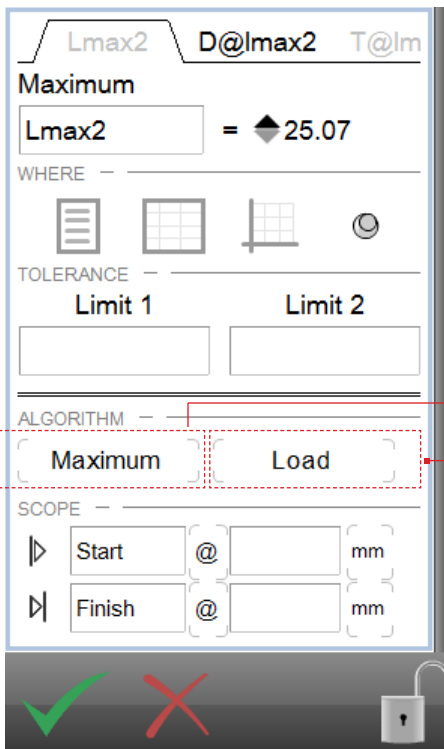 Lmax2 D@lmax2 T@lm
Maximum
Lmax2 = 25.07
WHERE
TOLERANCE
Limit 1 Limit 2
ALGORITHM
Maximum Load
SCOPE
Start @ mm
Finish @ mm